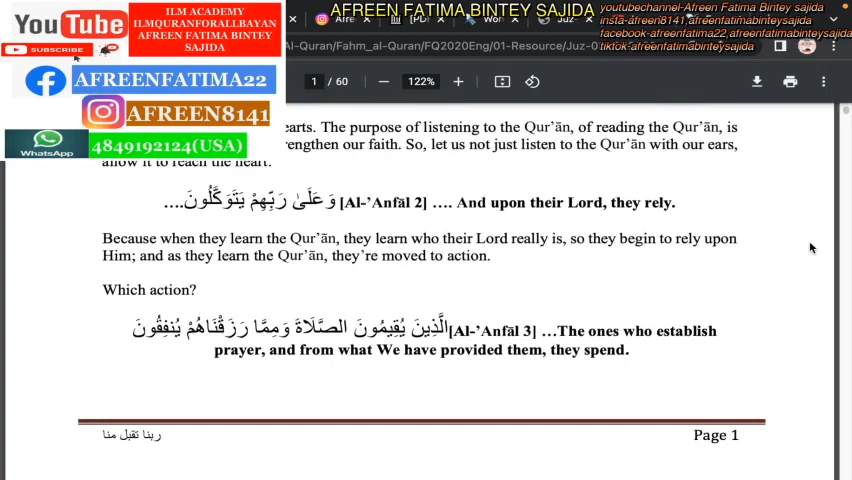 AFREEN FATIMA BINTEY SAJIDA
youtubechannel-Afreen Fatima Bintey sajida
insta-afreen8141,afreenfatimabinteysajida
facebook-afreenfatima22,afreenfatimabinteysajida
tiktok-afreenfatimabinteysajida
YouTube
SUBSCRIBE
ILM ACADEMY
ILMQURANFORALLBAYAN
AFREEN FATIMA BINTEY
SAJIDA
AFREENFATIMA22
AFREEN8141
WhatsApp
4849192124(USA)
Afre
[PDF
Juz-
Al-Quran/Fahm_al-Quran/FQ2020Eng/01-Resource/Juz-0
1 / 60
122%
earts. The purpose of listening to the Qur’ān, of reading the Qur’ān, is
rengthen our faith. So, let us not just listen to the Qur’ān with our ears,
allow it to reach the heart.
وَعَلَىٰ رَبِّهِمْ يَتَوَكَّلُونَ.... [Al-’Anfāl 2] .... And upon their Lord, they rely.
Because when they learn the Qur’ān, they learn who their Lord really is, so they begin to rely upon
Him; and as they learn the Qur’ān, they’re moved to action.
Which action?
الَّذِينَ يُقِيمُونَ الصَّلَاةَ وَمِمَّا رَزَقْنَاهُمْ يُنفِقُونَ [Al-’Anfāl 3] ...The ones who establish
prayer, and from what We have provided them, they spend.
ربنا تقبل منا
Page 1